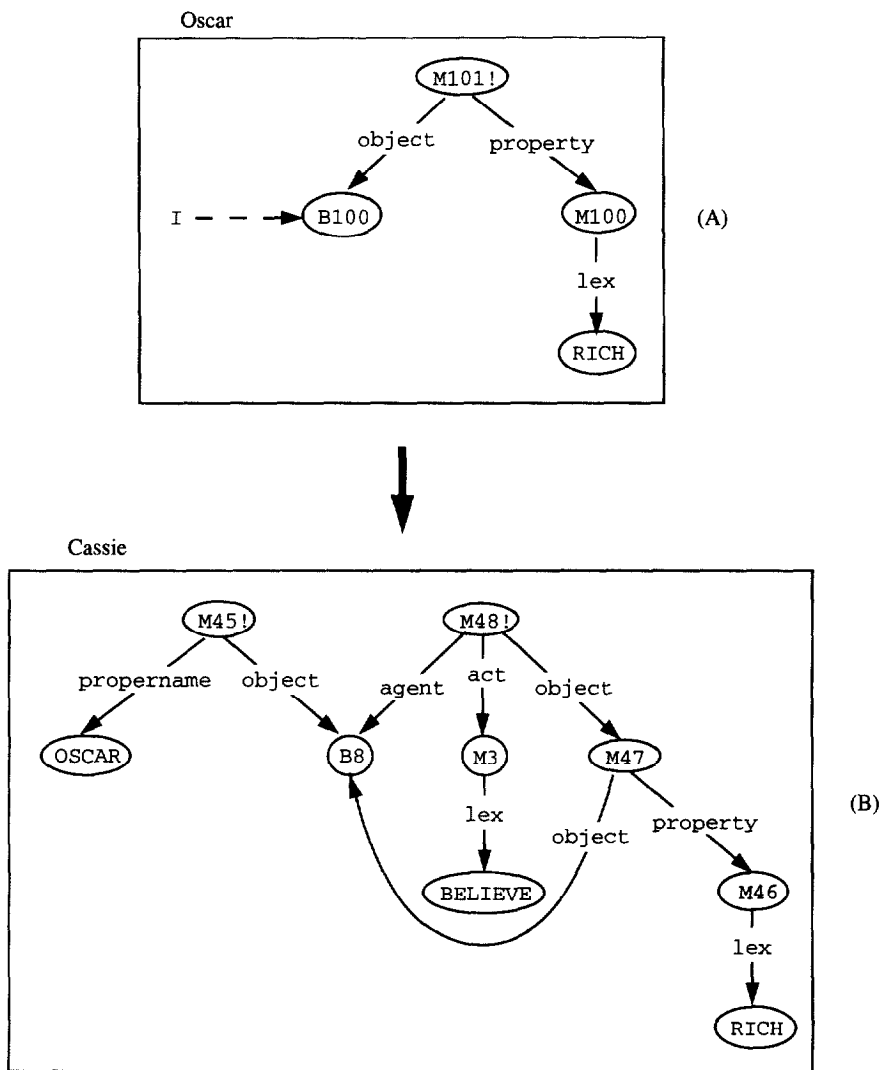 Oscar
M101!
object property
I B100 M100 (A)
lex
RICH
Cassie
M45! M48!
propername object agent act object
OSCAR B8 M3 M47
(B)
lex object property
BELIEVE M46
lex
RICH